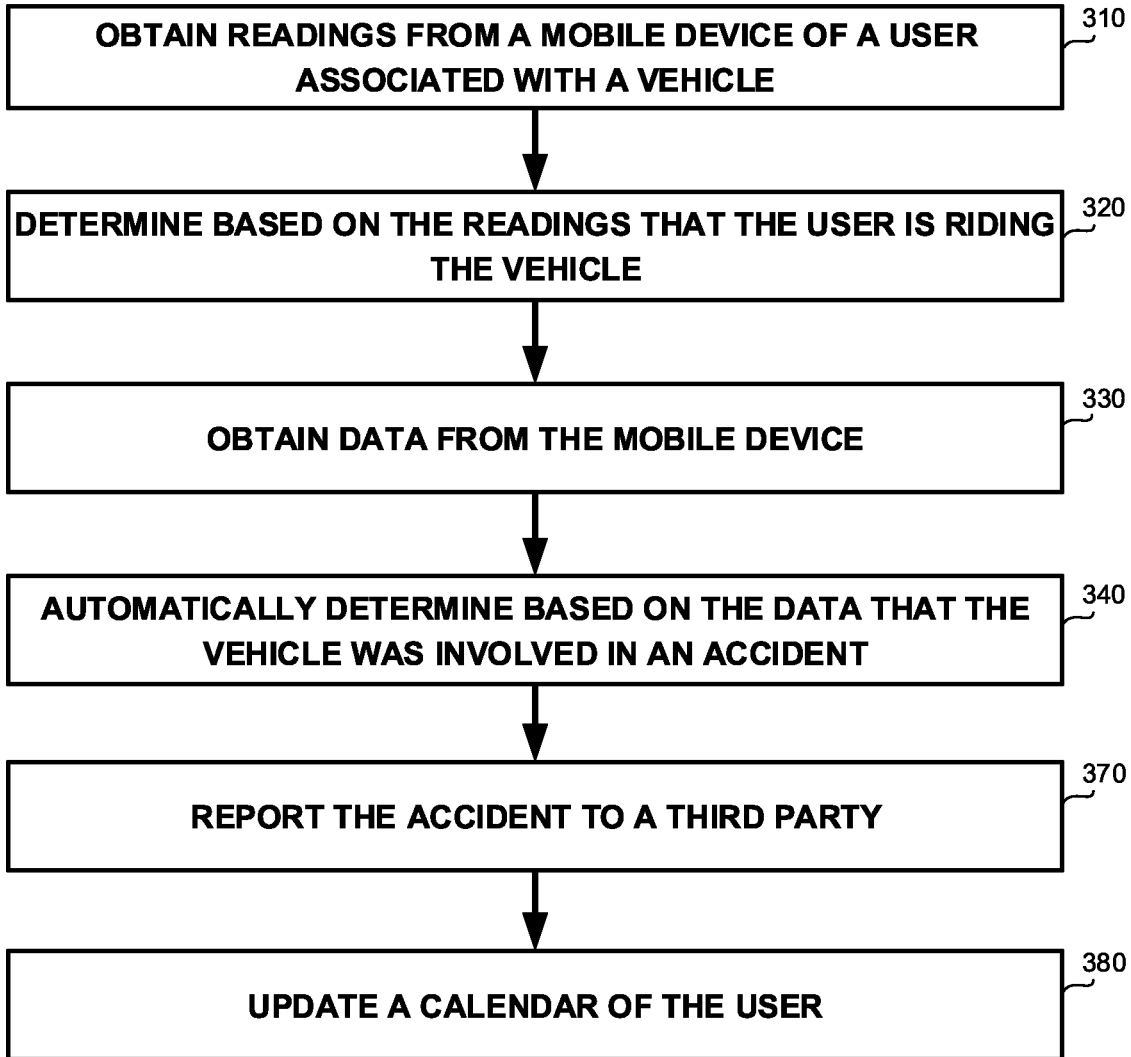 310
OBTAIN READINGS FROM A MOBILE DEVICE OF A USER
ASSOCIATED WITH A VEHICLE
320
DETERMINE BASED ON THE READINGS THAT THE USER IS RIDING
THE VEHICLE
330
OBTAIN DATA FROM THE MOBILE DEVICE
340
AUTOMATICALLY DETERMINE BASED ON THE DATA THAT THE
VEHICLE WAS INVOLVED IN AN ACCIDENT
370
REPORT THE ACCIDENT TO A THIRD PARTY
380
UPDATE A CALENDAR OF THE USER